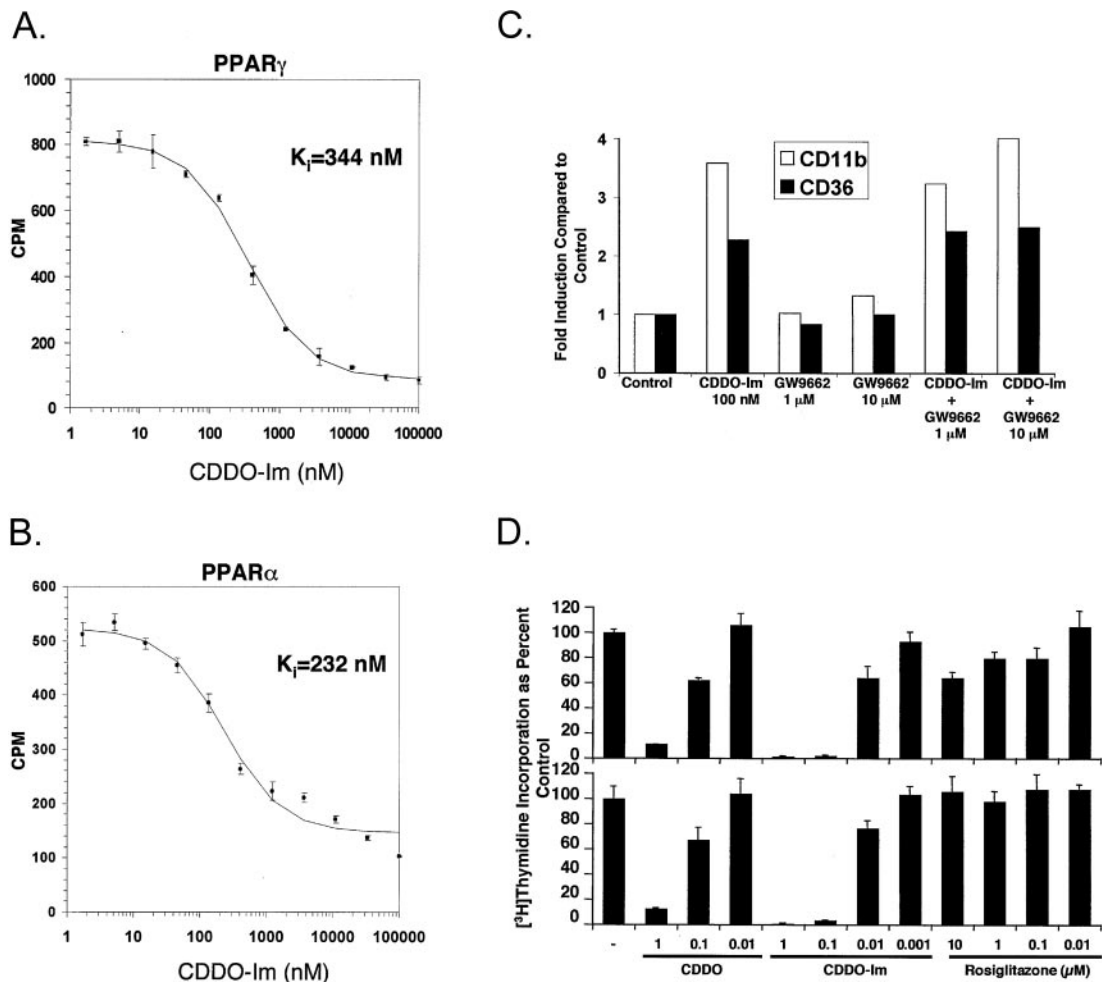 A.
PPARγ
1000
800
600
400
200
0
CPM
Ki=344 nM
1 10 100 1000 10000 100000
CDDO-Im (nM)
B.
PPARα
600
500
400
300
200
100
0
CPM
Ki=232 nM
1 10 100 1000 10000 100000
CDDO-Im (nM)
C.
Fold Induction Compared to
Control
4
3
2
1
0
CD11b
CD36
Control
CDDO-Im
100 nM
GW9662
1 μM
GW9662
10 μM
CDDO-Im
+
GW9662
1 μM
CDDO-Im
+
GW9662
10 μM
D.
[³H]Thymidine Incorporation as Percent
Control
120
100
80
60
40
20
0
120
100
80
60
40
20
0
- 1 0.1 0.01 1 0.1 0.01 0.001 10 1 0.1 0.01
CDDO CDDO-Im Rosiglitazone (μM)